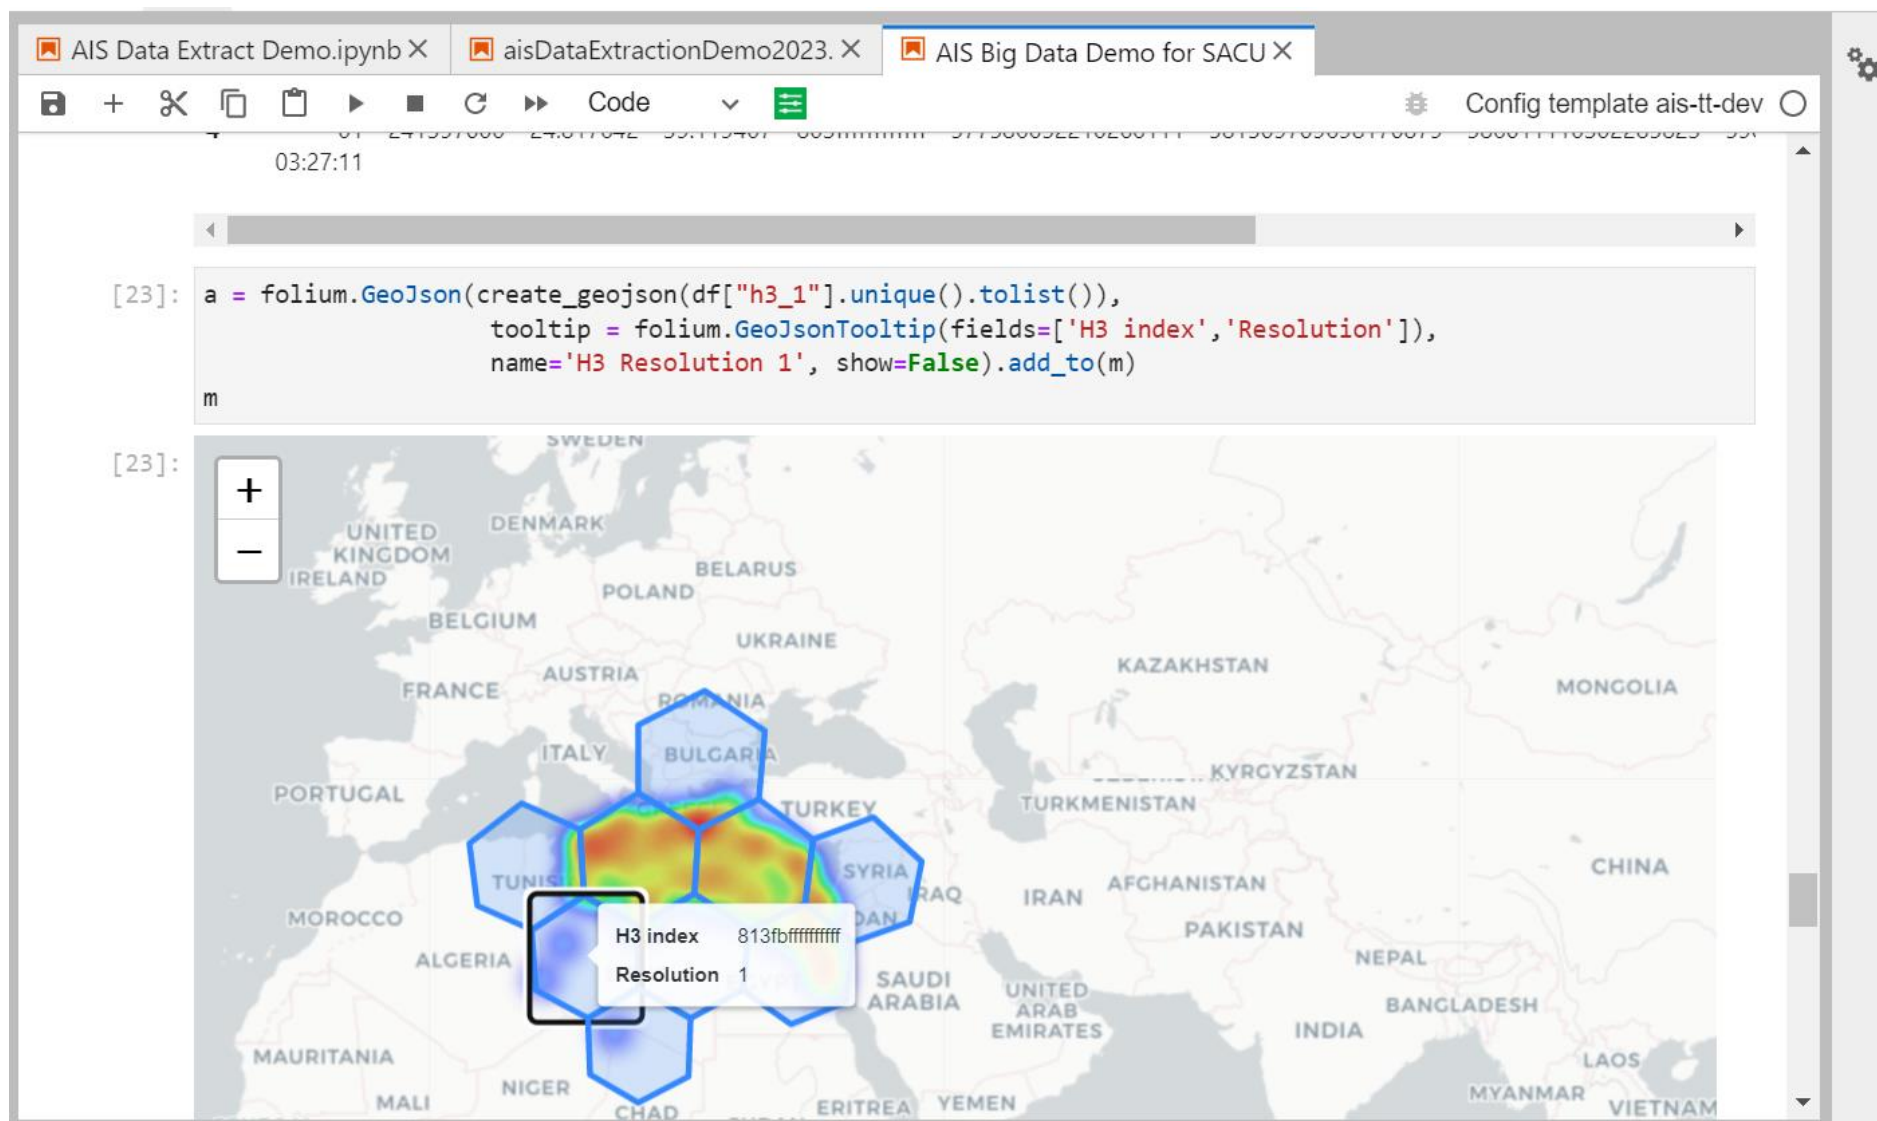 AIS Data Extract Demo.ipynb
aisDataExtractionDemo2023.
AIS Big Data Demo for SACU
Code
Config template ais-tt-dev
03:27:11
[23]:
a = folium.GeoJson(create_geojson(df["h3_1"].unique().tolist()),
tooltip = folium.GeoJsonTooltip(fields=['H3 index','Resolution']),
name='H3 Resolution 1', show=False).add_to(m)
m
[23]:
+
−
SWEDEN
UNITED
KINGDOM
DENMARK
IRELAND
BELARUS
POLAND
BELGIUM
UKRAINE
AUSTRIA
KAZAKHSTAN
FRANCE
ROMANIA
MONGOLIA
ITALY
BULGARIA
KYRGYZSTAN
PORTUGAL
TURKEY
TURKMENISTAN
SYRIA
CHINA
IRAQ
IRAN
AFGHANISTAN
MOROCCO
PAKISTAN
H3 index
Resolution 1
ALGERIA
NEPAL
SAUDI
ARABIA
UNITED
ARAB
EMIRATES
BANGLADESH
INDIA
MAURITANIA
LAOS
NIGER
MALI
MYANMAR
CHAD
ERITREA
YEMEN
VIETNAM